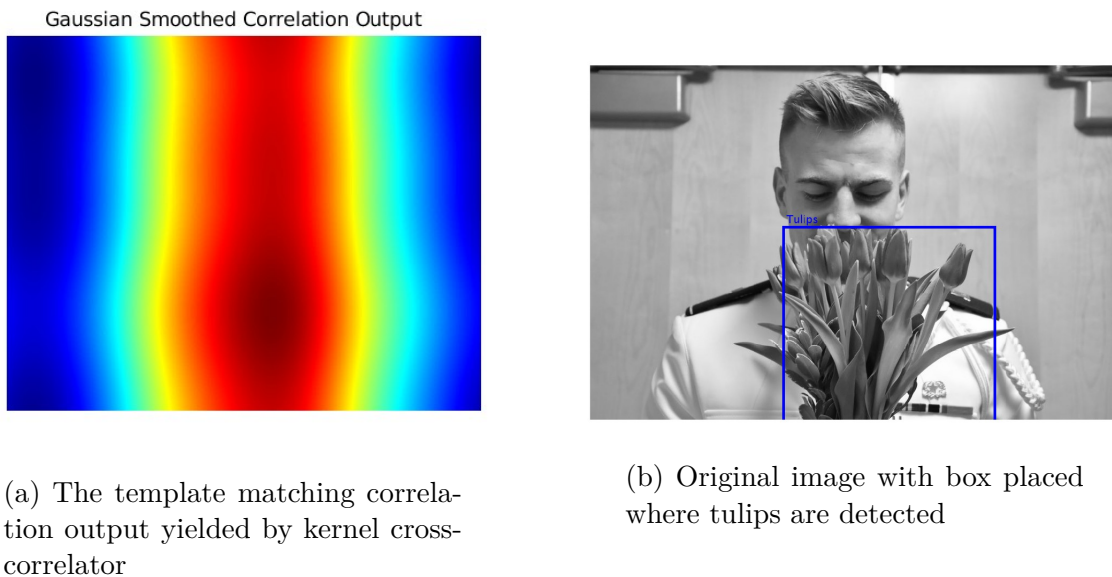 Gaussian Smoothed Correlation Output
Tulips
(a) The template matching correla-
tion output yielded by kernel cross-
correlator
(b) Original image with box placed
where tulips are detected